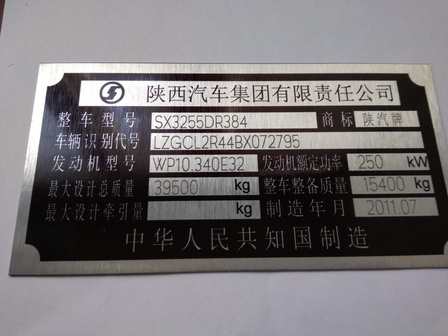 陕西汽车集团有限责任公司
整车型号 SX3255DR384 商标 陕汽牌
车辆识别代号 LZGCL2R44BX072795
发动机型号 WP10.340E32 发动机额定功率 250 kW
最大设计总质量 39500 kg 整车整备质量 15400 kg
最大设计牵引量 kg 制造年月 2011.07
中华人民共和国制造